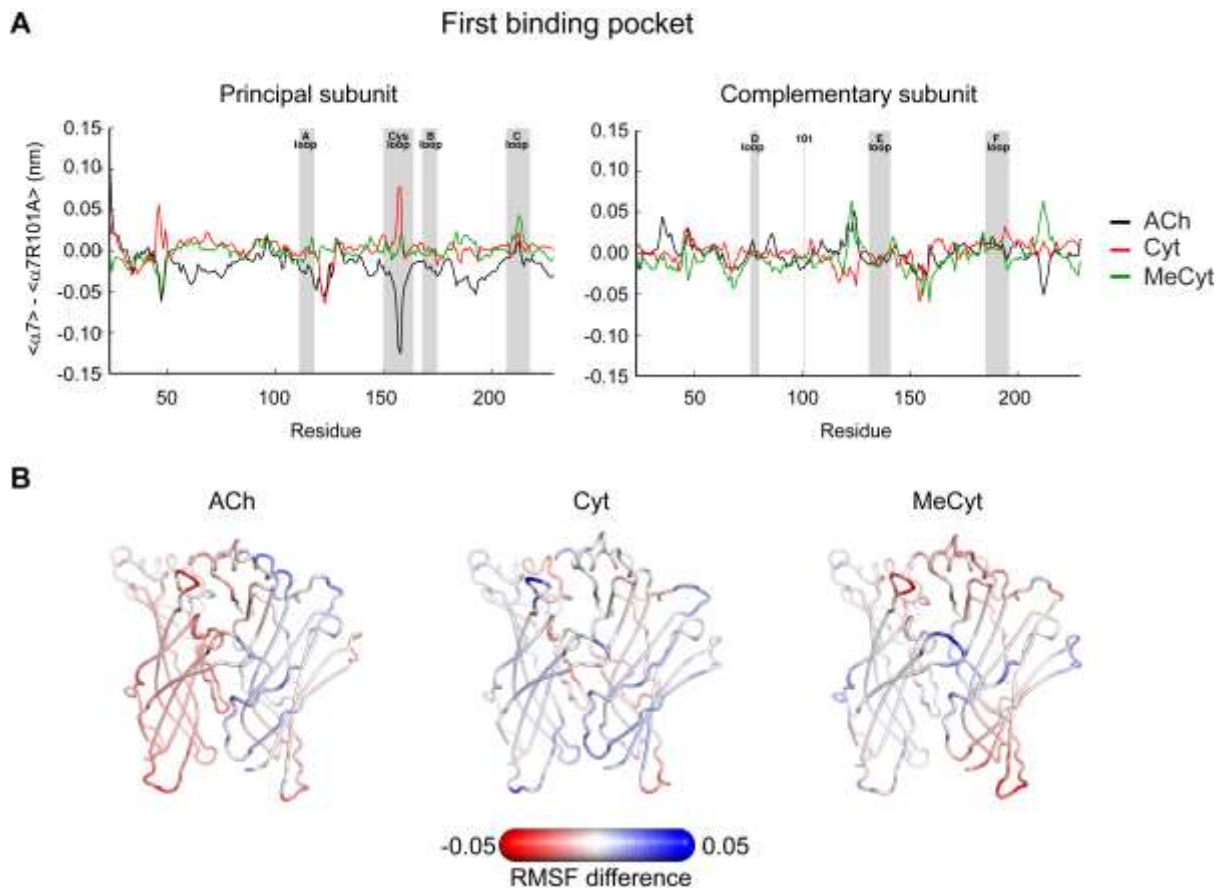 A
First binding pocket
Principal subunit
Complementary subunit
<α7> - <α7R101A> (nm)
0.15
0.10
0.05
0.00
-0.05
-0.10
-0.15
A
loop
Cys
loop
B
loop
C
loop
50
100
150
200
Residue
0.15
0.10
0.05
0.00
-0.05
-0.10
-0.15
D
loop
101
E
loop
F
loop
50
100
150
200
Residue
ACh
Cyt
MeCyt
B
ACh
Cyt
MeCyt
-0.05
0.05
RMSF difference